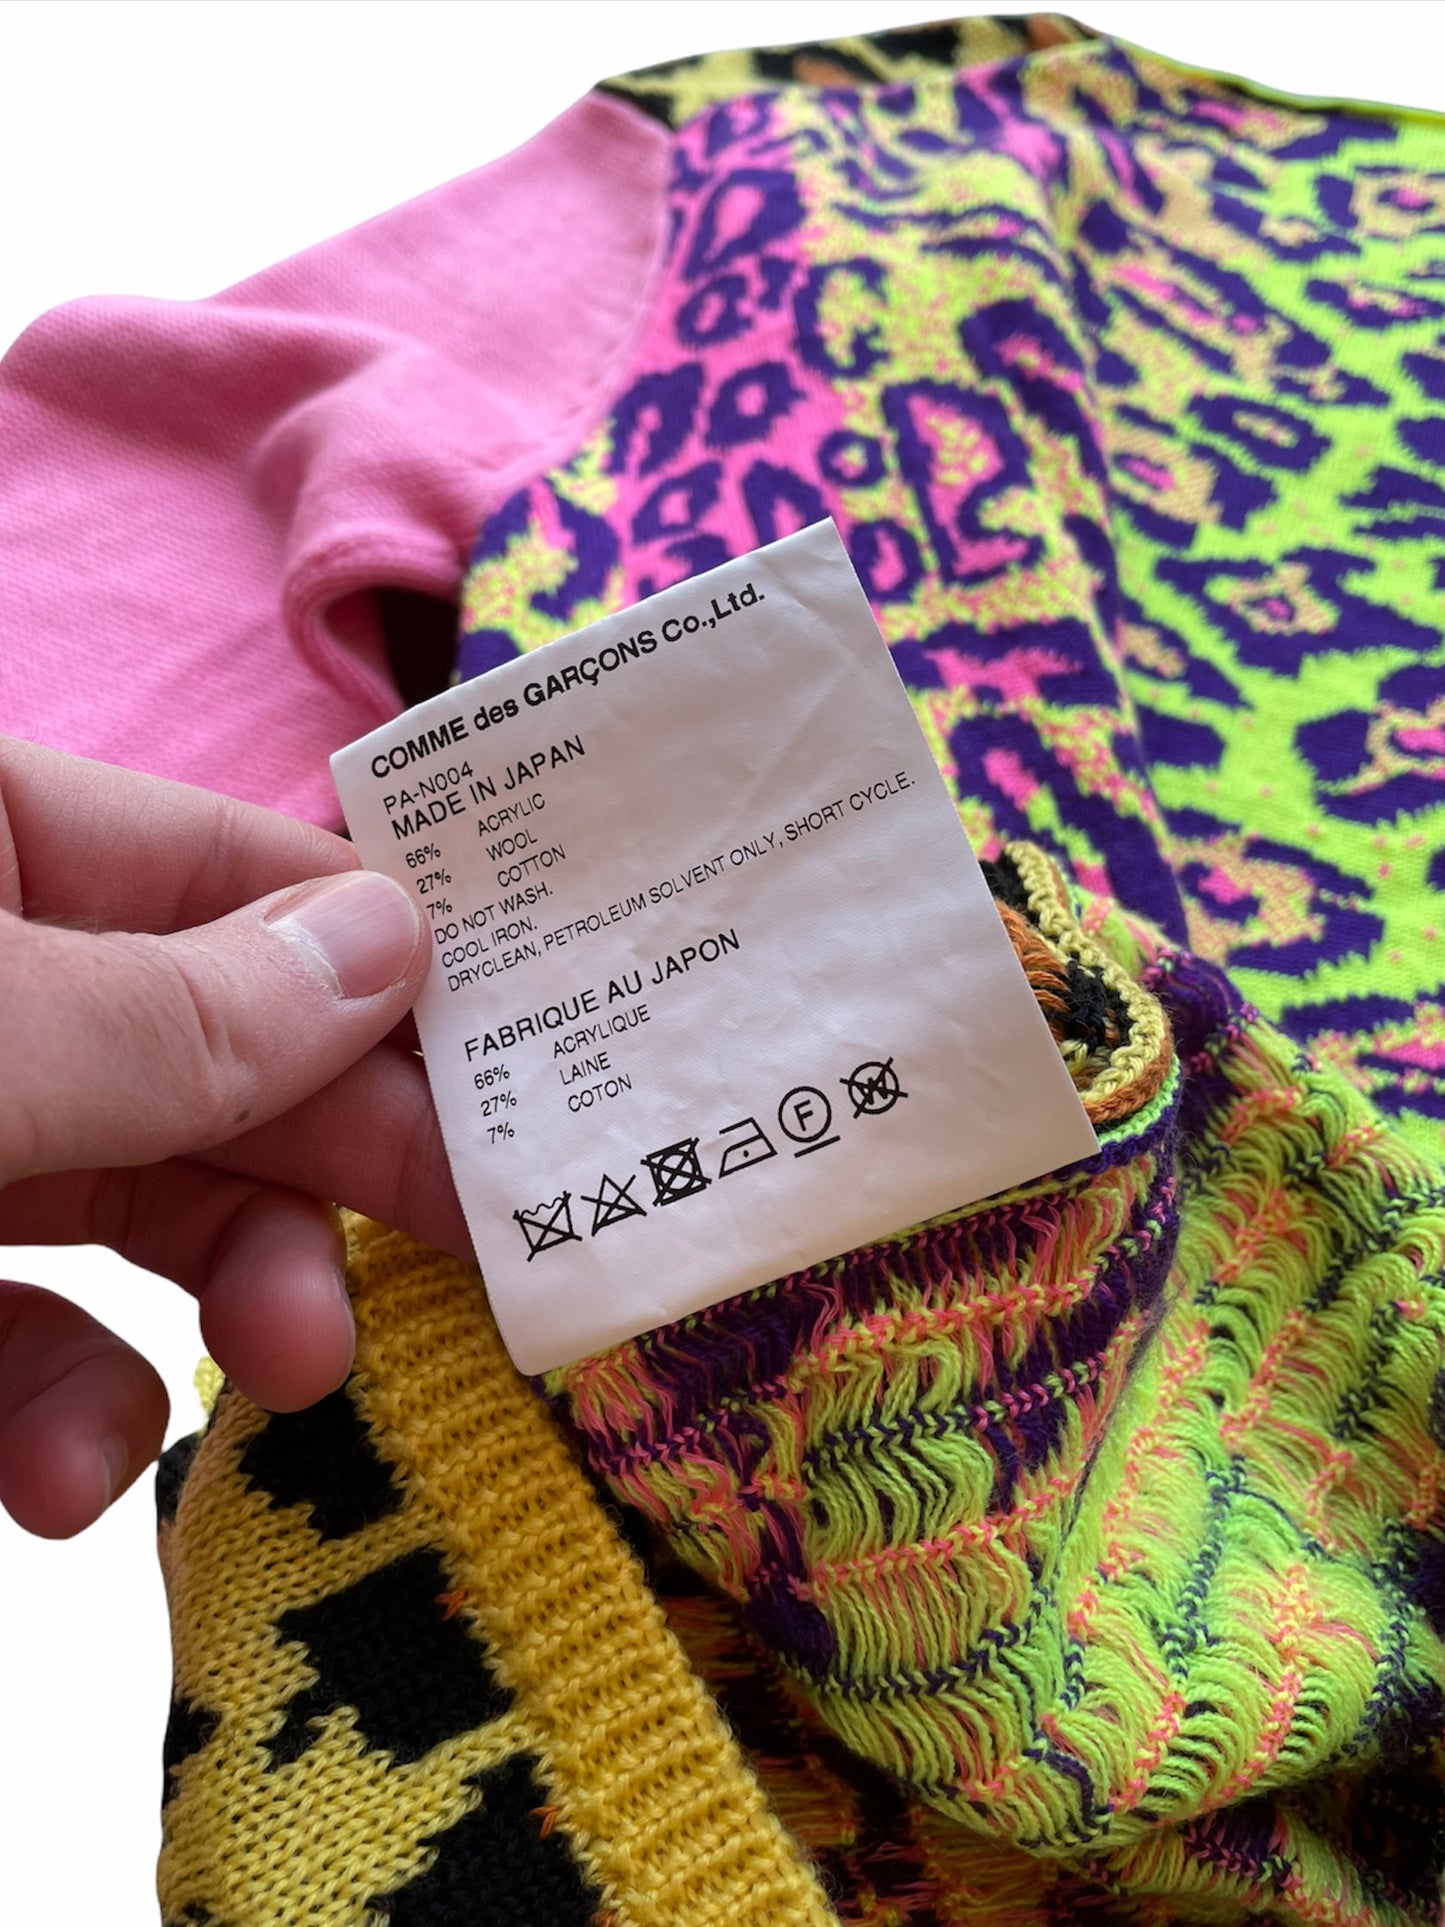 COMME des GARÇONS Co.,Ltd.
PA-N004
MADE IN JAPAN
66% ACRYLIC
27% WOOL
7% COTTON
DO NOT WASH.
COOL IRON.
DRYCLEAN, PETROLEUM SOLVENT ONLY, SHORT CYCLE.
FABRIQUE AU JAPON
66% ACRYLIQUE
27% LAINE
7% COTON
F W